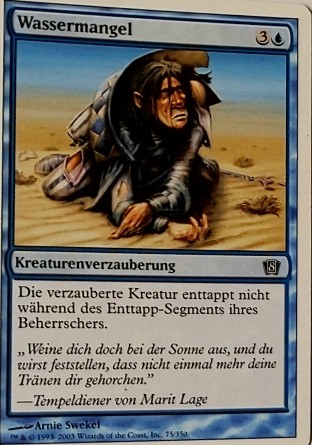 Wassermangel 3
Kreaturenverzauberung 8
Die verzauberte Kreatur enttappt nicht
während des Enttapp-Segments ihres
Beherrschers.
„Weine dich doch bei der Sonne aus, und du
wirst feststellen, dass nicht einmal mehr deine
Tränen dir gehorchen."
—Tempeldiener von Marit Lage
Arnie Swekel
™ & © 1993–2003 Wizards of the Coast, Inc. 75/350